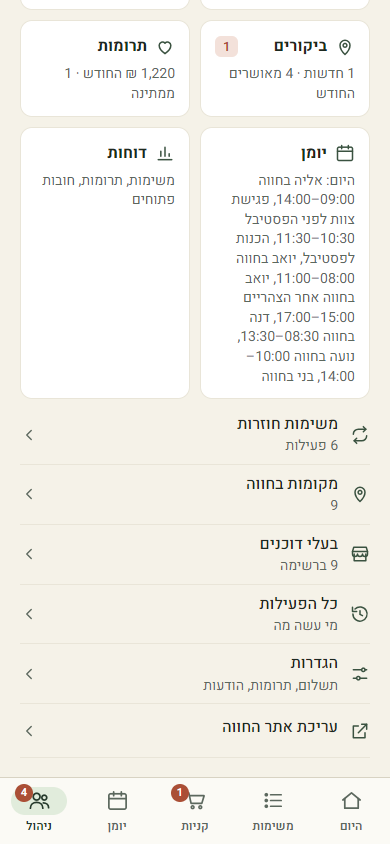 ביקורים
1
1 חדשות · 4 מאושרים
החודש
תרומות
1,220 ₪ החודש · 1
ממתינה
יומן
היום: אליה בחווה
09:00–14:00, פגישת
צוות לפני הפסטיבל
10:30–11:30, הכנות
לפסטיבל, יואב בחווה
08:00–11:00, יואב
בחווה אחר הצהריים
15:00–17:00, דנה
בחווה 08:30–13:30,
נועה בחווה 10:00–
14:00, בני בחווה
דוחות
משימות, תרומות, חובות
פתוחים
משימות חוזרות
6 פעילות
מקומות בחווה
9
בעלי דוכנים
9 ברשימה
כל הפעילות
מי עשה מה
הגדרות
תשלום, תרומות, הודעות
עריכת אתר החווה
היום
משימות
1
קניות
יומן
4
ניהול